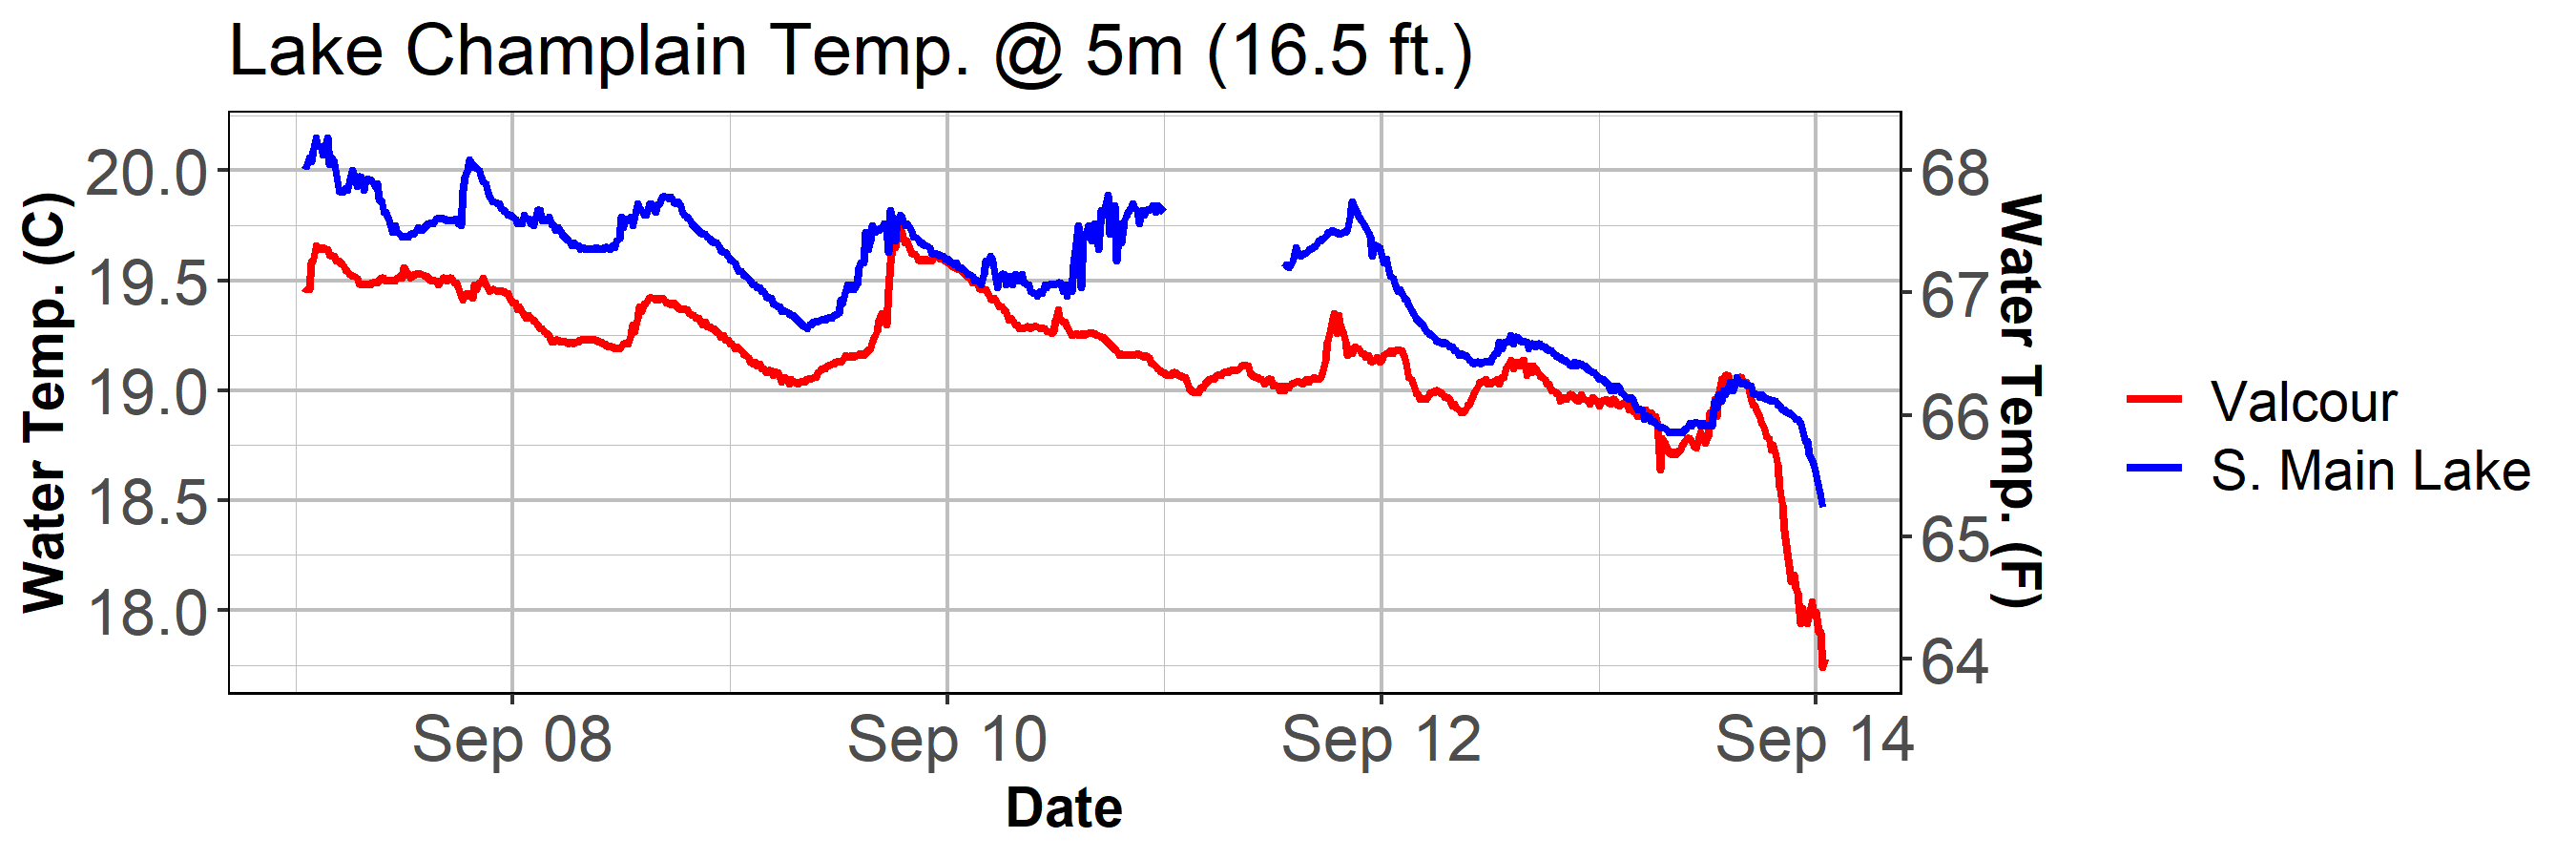 Lake Champlain Temp. @ 5m (16.5 ft.)
Water Temp. (C)
20.0
19.5
19.0
18.5
18.0
68
67
66
65
64
Water Temp. (F)
Sep 08
Sep 10
Sep 12
Sep 14
Date
Valcour
S. Main Lake